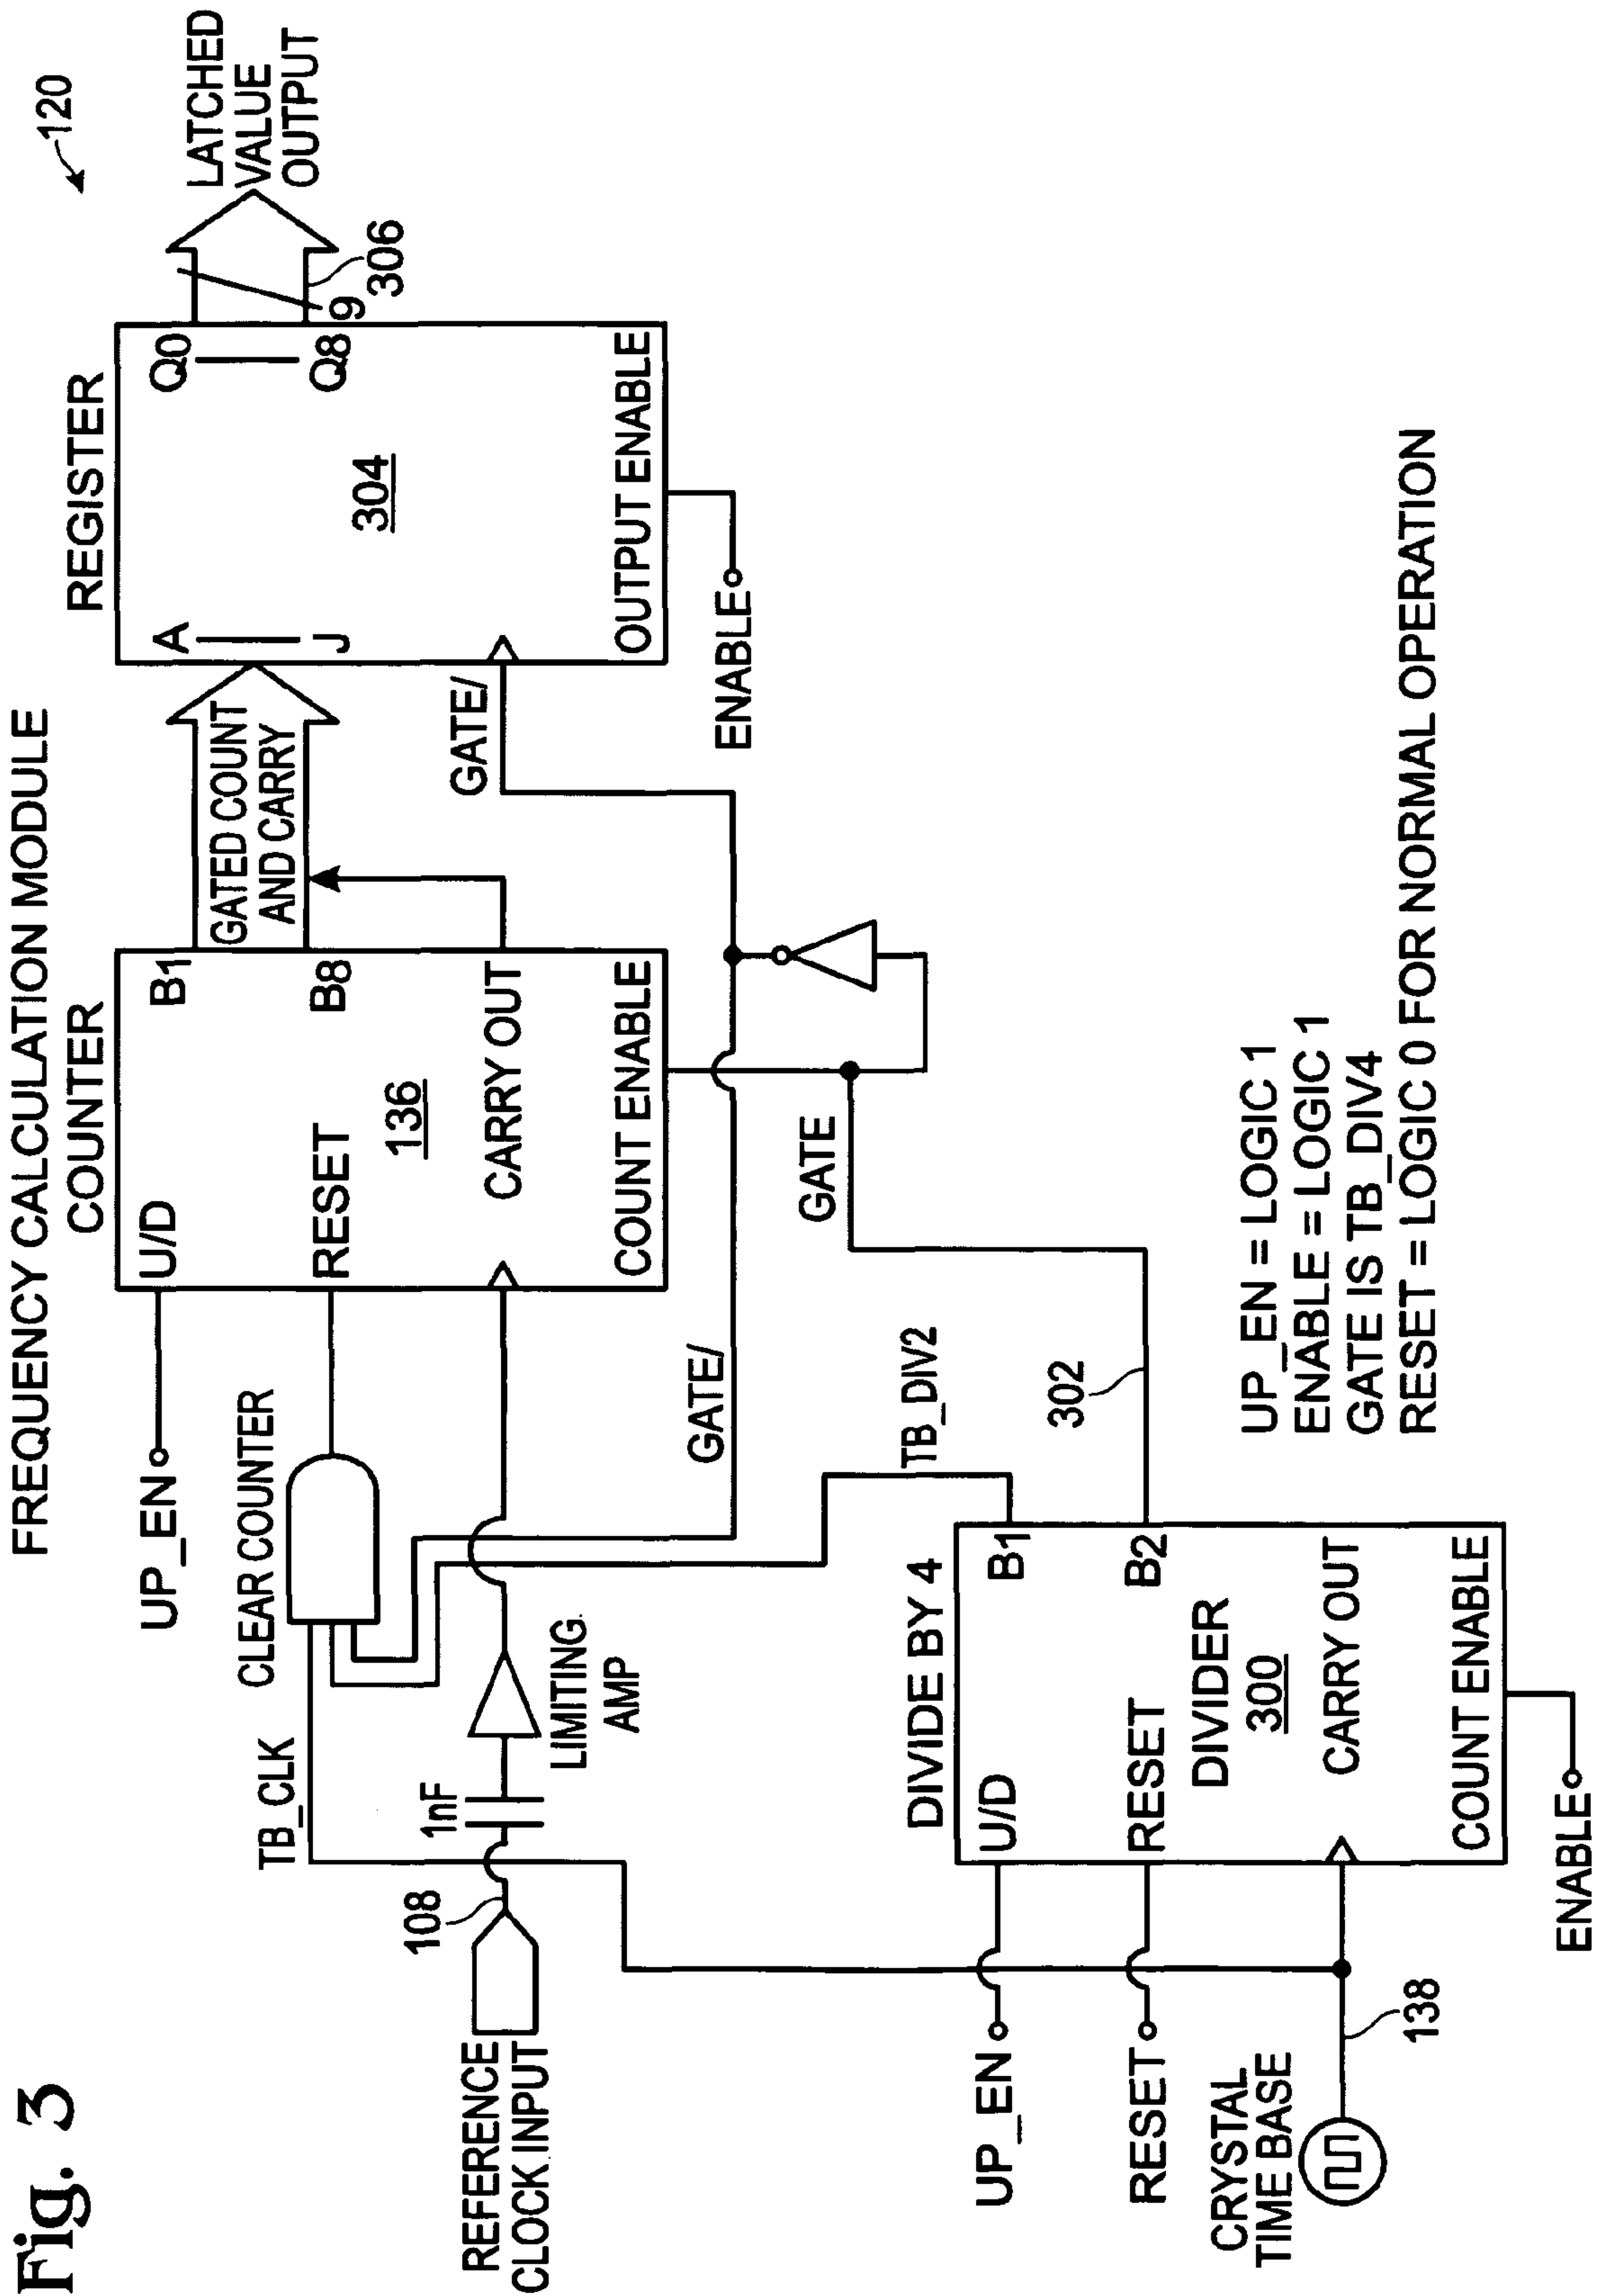 Fig. 3
FREQUENCY CALCULATION MODULE
120
COUNTER
REGISTER
UP_EN
U/D
B1
A
Q0
LATCHED
VALUE
OUTPUT
GATED COUNT
AND CARRY
CLEAR COUNTER
RESET
B8
J
Q8
9
306
TB_CLK
136
304
REFERENCE
CLOCK INPUT
108
1nF
LIMITING
AMP
CARRY OUT
COUNT ENABLE
GATE/
OUTPUT ENABLE
GATE/
ENABLE
GATE
TB_DIV2
DIVIDE BY 4
UP_EN
U/D
B1
302
RESET
RESET
B2
DIVIDER
300
CRYSTAL
TIME BASE
138
CARRY OUT
COUNT ENABLE
ENABLE
UP_EN = LOGIC 1
ENABLE = LOGIC 1
GATE IS TB_DIV4
RESET = LOGIC 0 FOR NORMAL OPERATION